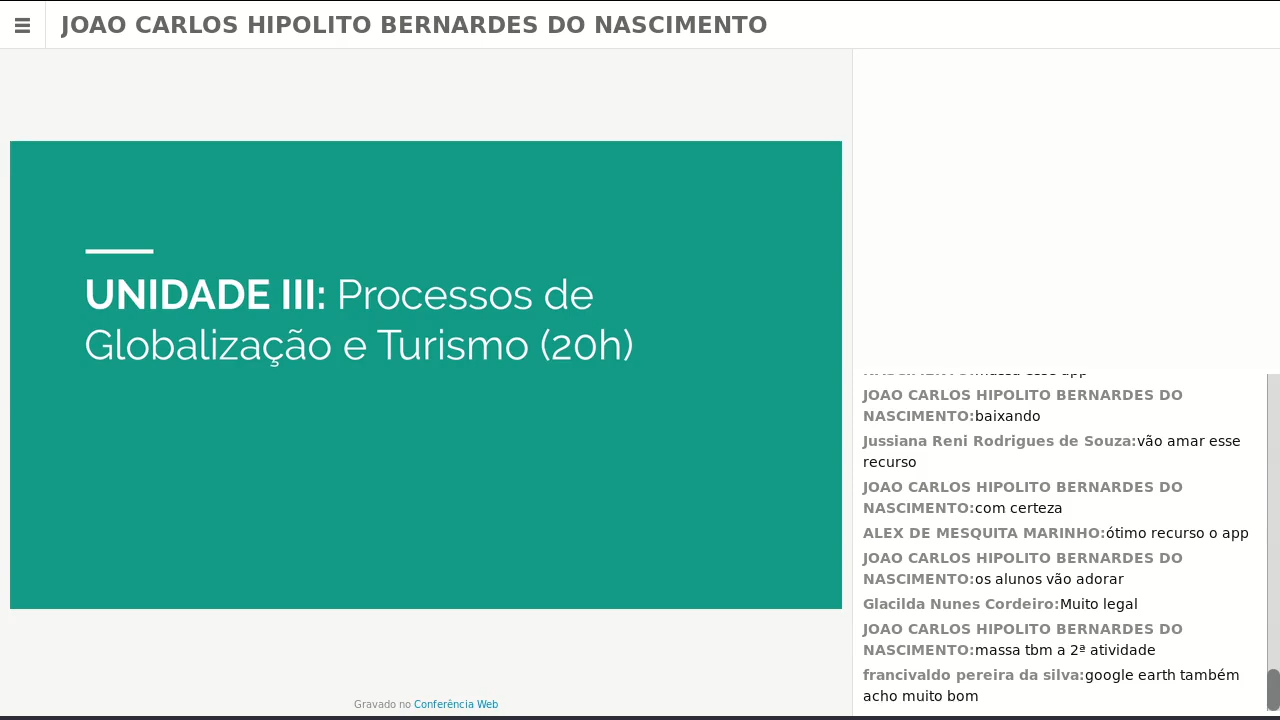 JOAO CARLOS HIPOLITO BERNARDES DO NASCIMENTO
UNIDADE III: Processos de
Globalização e Turismo (20h)
JOAO CARLOS HIPOLITO BERNARDES DO
NASCIMENTO:baixando
Jussiana Reni Rodrigues de Souza:vão amar esse
recurso
JOAO CARLOS HIPOLITO BERNARDES DO
NASCIMENTO:com certeza
ALEX DE MESQUITA MARINHO:ótimo recurso o app
JOAO CARLOS HIPOLITO BERNARDES DO
NASCIMENTO:os alunos vão adorar
Glacilda Nunes Cordeiro:Muito legal
JOAO CARLOS HIPOLITO BERNARDES DO
NASCIMENTO:massa tbm a 2ª atividade
francivaldo pereira da silva:google earth também
acho muito bom
Gravado no Conferência Web